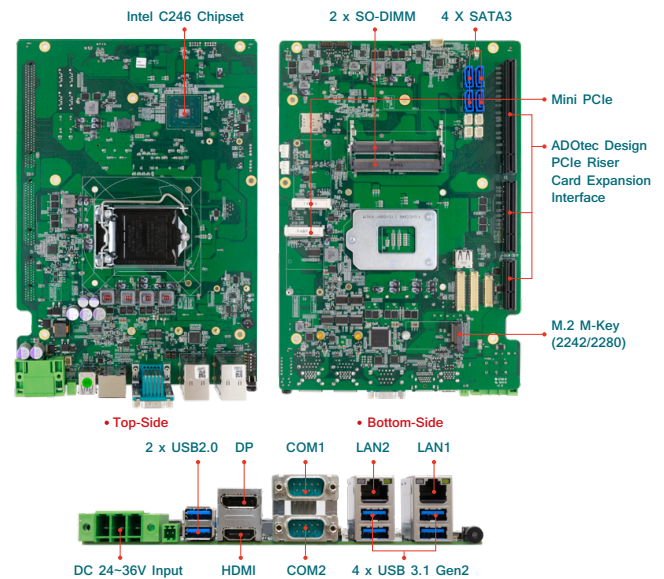 Intel C246 Chipset
2 x SO-DIMM
4 X SATA3
Mini PCIe
ADOtec Design
PCIe Riser
Card Expansion
Interface
M.2 M-Key
(2242/2280)
• Top-Side
• Bottom-Side
2 x USB2.0
DP
COM1
LAN2
LAN1
DC 24~36V Input
HDMI
COM2
4 x USB 3.1 Gen2